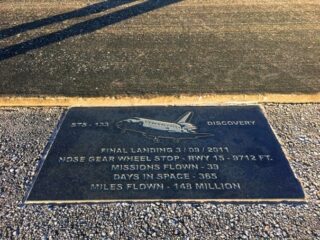 STS - 133 DISCOVERY
FINAL LANDING 3 / 09 / 2011
NOSE GEAR WHEEL STOP - RWY 15 - 9712 FT.
MISSIONS FLOWN - 39
DAYS IN SPACE - 365
MILES FLOWN - 148 MILLION